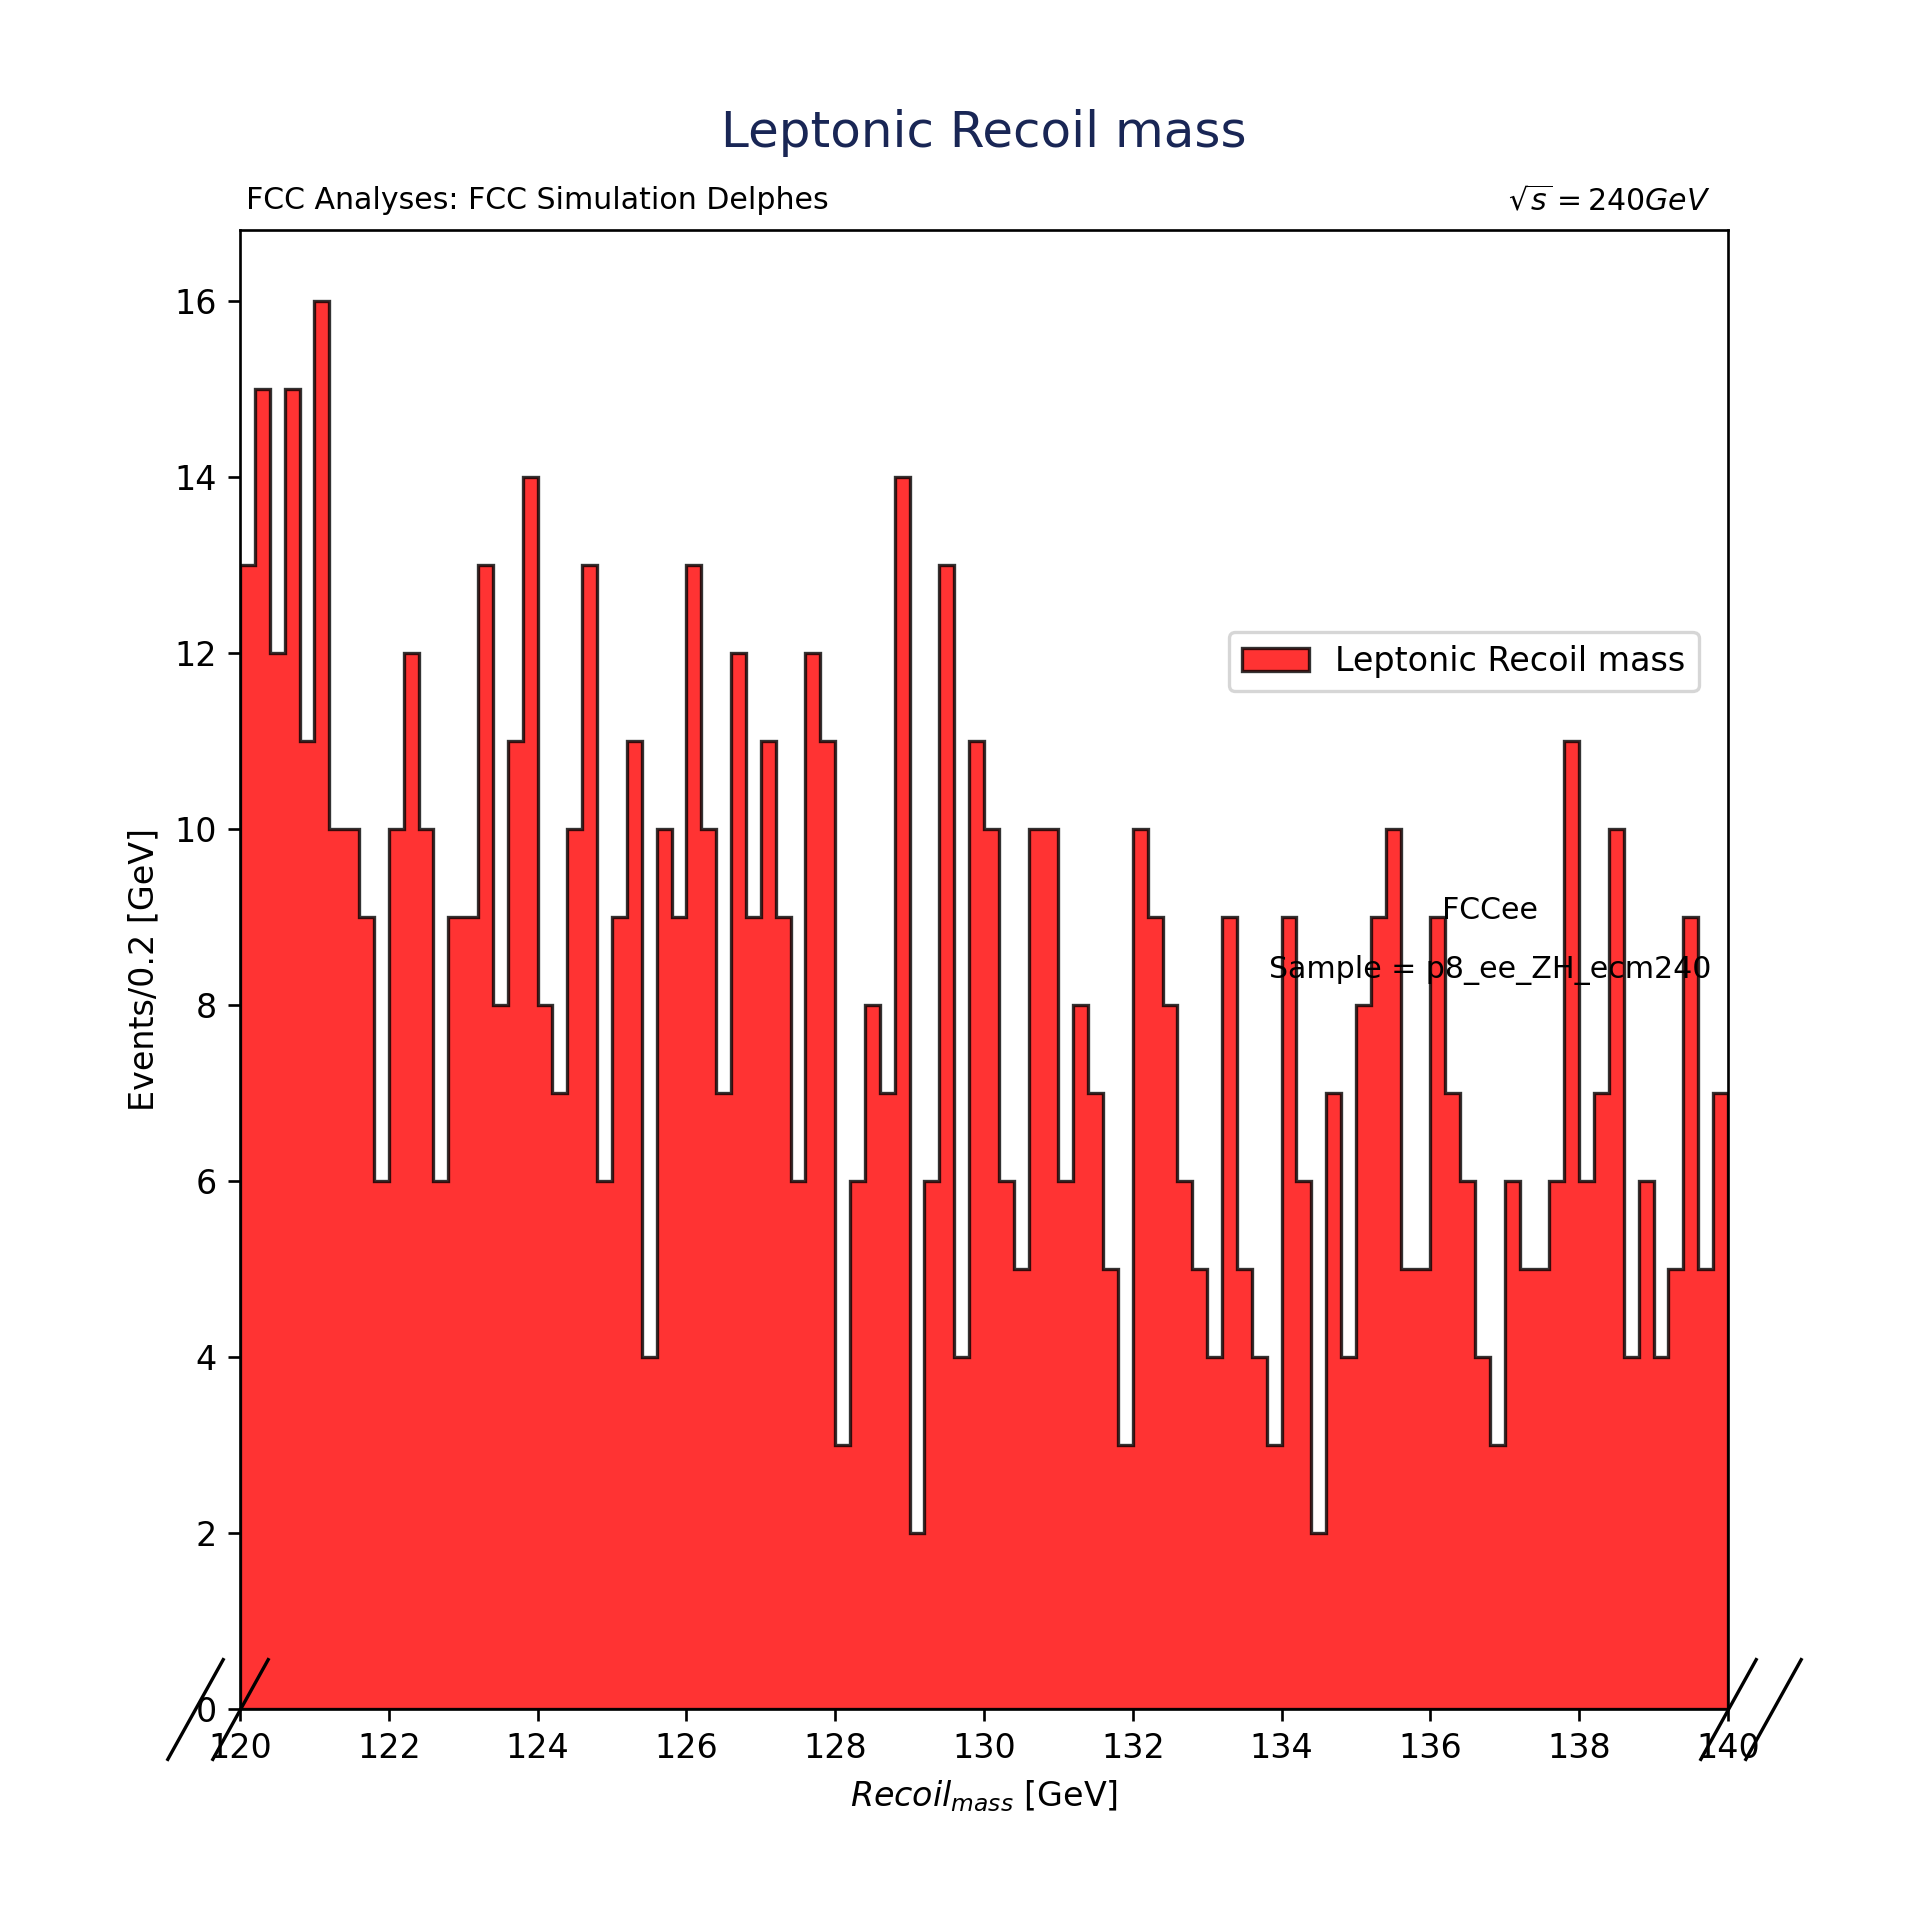 Leptonic Recoil mass
FCC Analyses: FCC Simulation Delphes
√s = 240GeV
16
14
12
10
8
6
4
2
0
Events/0.2 [GeV]
Leptonic Recoil mass
FCCee
Sample = p8_ee_ZH_ecm240
120 122 124 126 128 130 132 134 136 138 140
Recoil_mass [GeV]